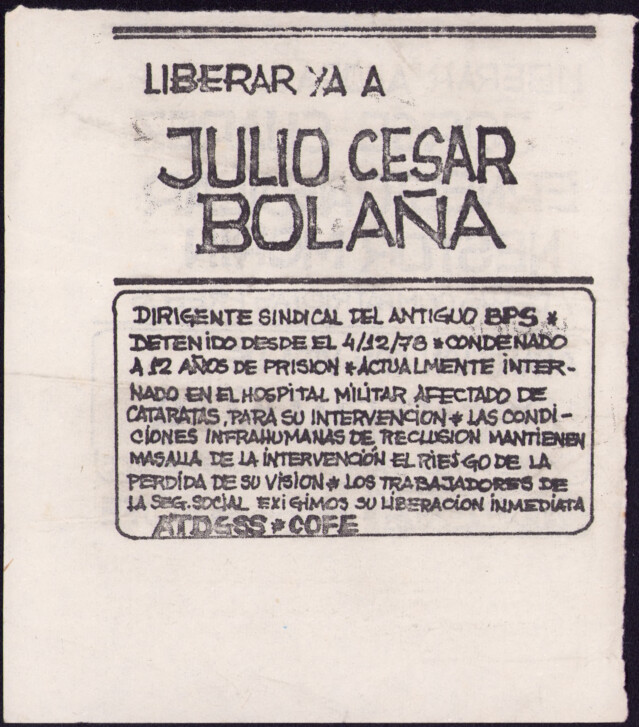 LIBERAR YA A
JULIO CESAR
BOLAÑA
DIRIGENTE SINDICAL DEL ANTIGUO BPS *
DETENIDO DESDE EL 4/12/78 * CONDENADO
A 12 AÑOS DE PRISION * ACTUALMENTE INTER-
NADO EN EL HOSPITAL MILITAR AFECTADO DE
CATARATAS, PARA SU INTERVENCION * LAS CONDI-
CIONES INFRAHUMANAS DE RECLUSION MANTIENEN
MASALLA DE LA INTERVENCIÓN EL RIESGO DE LA
PERDIDA DE SU VISION * LOS TRABAJADORES DE
LA SEG. SOCIAL EXIGIMOS SU LIBERACION INMEDIATA
ATDGSS * COFE